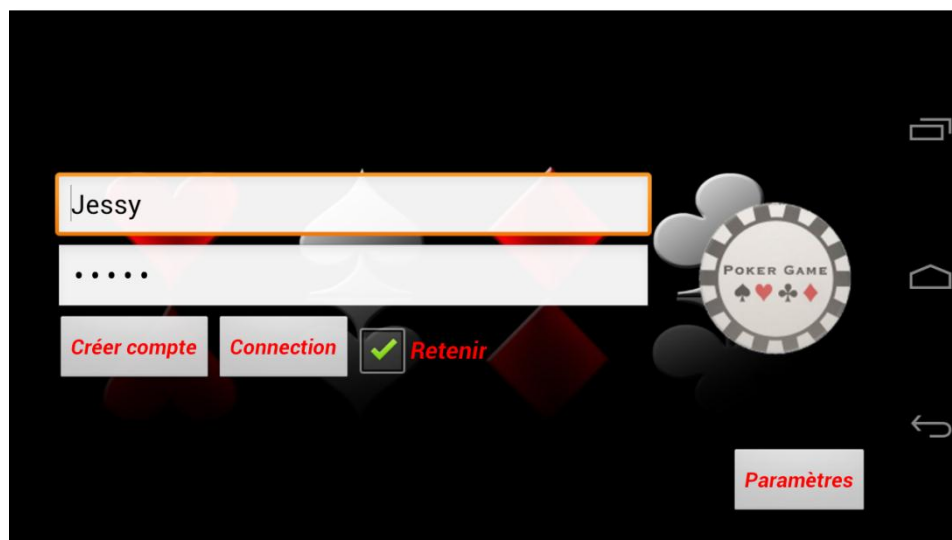 Jessy
•••••
POKER GAME
Créer compte
Connection
Retenir
Paramètres